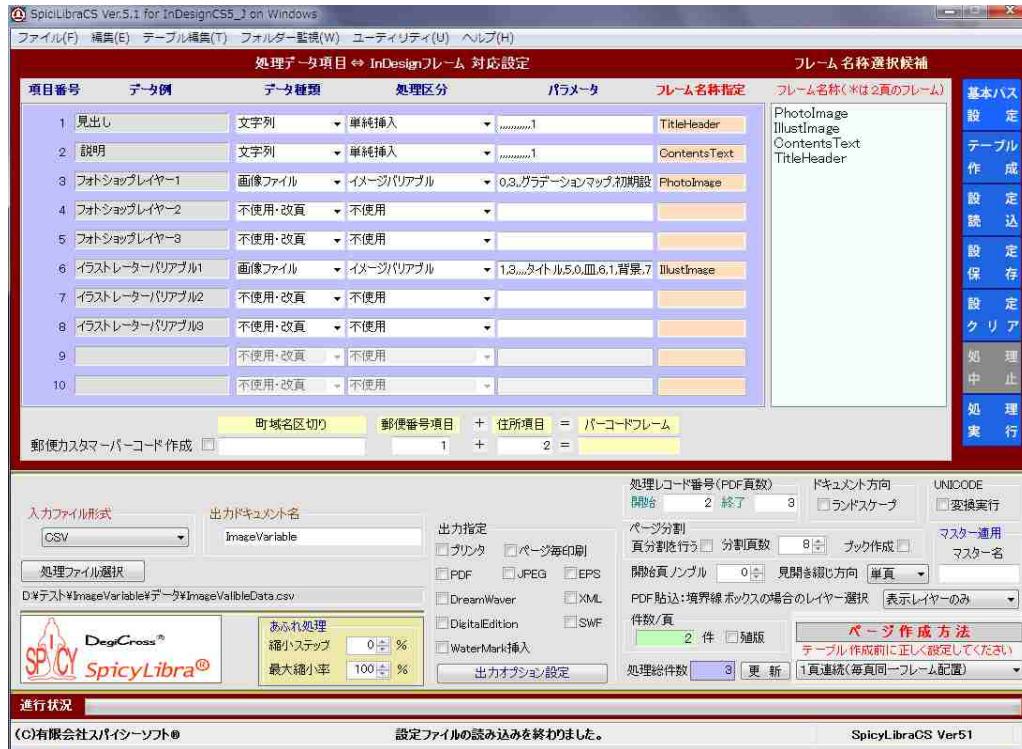 SpiciLibraCS Ver.5.1 for InDesignCS5_J on Windows
ファイル(F) 編集(E) テーブル編集(T) フォルダー監視(W) ユーティリティ(U) ヘルプ(H)
処理データ項目 ⇔ InDesignフレーム 対応設定 フレーム名称選択候補
項目番号 データ例 データ種類 処理区分 パラメータ フレーム名称指定 フレーム名称(*は2頁のフレーム)
1 見出し 文字列 単純挿入 ,,,,,,,,,,,1 TitleHeader
2 説明 文字列 単純挿入 ,,,,,,,,,,,1 ContentsText
3 フォトショップレイヤー1 画像ファイル イメージバリアブル 0,3,,グラデーションマップ,初期設 PhotoImage
4 フォトショップレイヤー2 不使用・改頁 不使用
5 フォトショップレイヤー3 不使用・改頁 不使用
6 イラストレーターバリアブル1 画像ファイル イメージバリアブル 1,3,,,,タイトル,5,0,皿,6,1,背景,7 IllustImage
7 イラストレーターバリアブル2 不使用・改頁 不使用
8 イラストレーターバリアブル3 不使用・改頁 不使用
9 不使用・改頁 不使用
10 不使用・改頁 不使用
PhotoImage
IllustImage
ContentsText
TitleHeader
基本パス
設 定
テーブル
作 成
設 定
読 込
設 定
保 存
設 定
クリア
処 理
中 止
処 理
実 行
町域名区切り 郵便番号項目 + 住所項目 = バーコードフレーム
郵便カスタマーバーコード作成 1 + 2 =
入力ファイル形式
CSV
処理ファイル選択
D:¥テスト¥ImageVariable¥データ¥ImageValibleData.csv
出力ドキュメント名
ImageVariable
SPiCY DegiCross® SpicyLibra®
あふれ処理
縮小ステップ 0 %
最大縮小率 100 %
出力指定
プリンタ ページ毎印刷
PDF JPEG EPS
DreamWaver XML
DigitalEdition SWF
WaterMark挿入
出力オプション設定
処理レコード番号(PDF頁数)
開始 2 終了 3
ドキュメント方向
ランドスケープ
UNICODE
変換実行
ページ分割
頁分割を行う 分割頁数 8 ブック作成
マスター適用
マスター名
開始頁ノンブル 0 見開き綴じ方向 単頁
PDF貼込:境界線ボックスの場合のレイヤー選択 表示レイヤーのみ
件数/頁
2 件 殖版
ページ作成方法
テーブル作成前に正しく設定してください
処理総件数 3 更 新 1頁連続(毎頁同一フレーム配置)
進行状況
(C)有限会社スパイシーソフト® 設定ファイルの読み込みを終わりました。 SpicyLibraCS Ver51